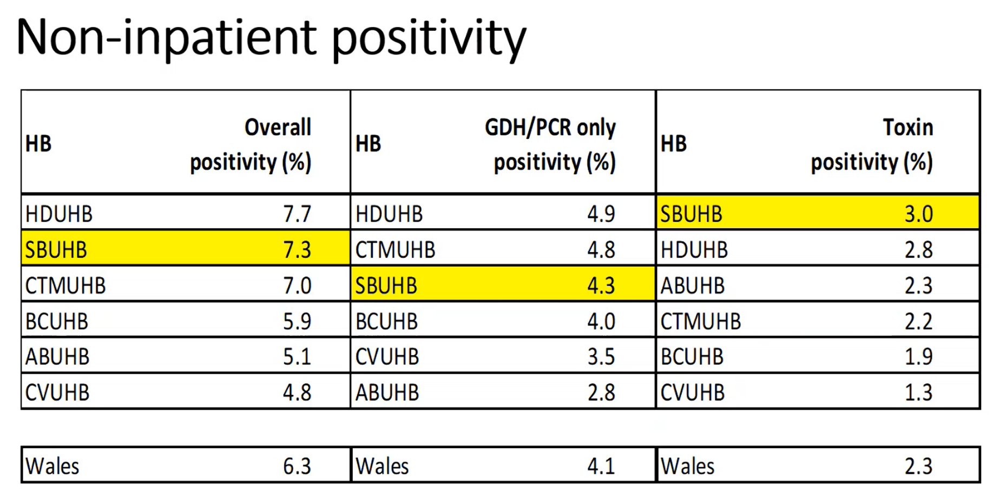 Non-inpatient positivity
HB Overall positivity (%) HB GDH/PCR only positivity (%) HB Toxin positivity (%)
HDUHB 7.7 HDUHB 4.9 SBUHB 3.0
SBUHB 7.3 CTMUHB 4.8 HDUHB 2.8
CTMUHB 7.0 SBUHB 4.3 ABUHB 2.3
BCUHB 5.9 BCUHB 4.0 CTMUHB 2.2
ABUHB 5.1 CVUHB 3.5 BCUHB 1.9
CVUHB 4.8 ABUHB 2.8 CVUHB 1.3
Wales 6.3 Wales 4.1 Wales 2.3